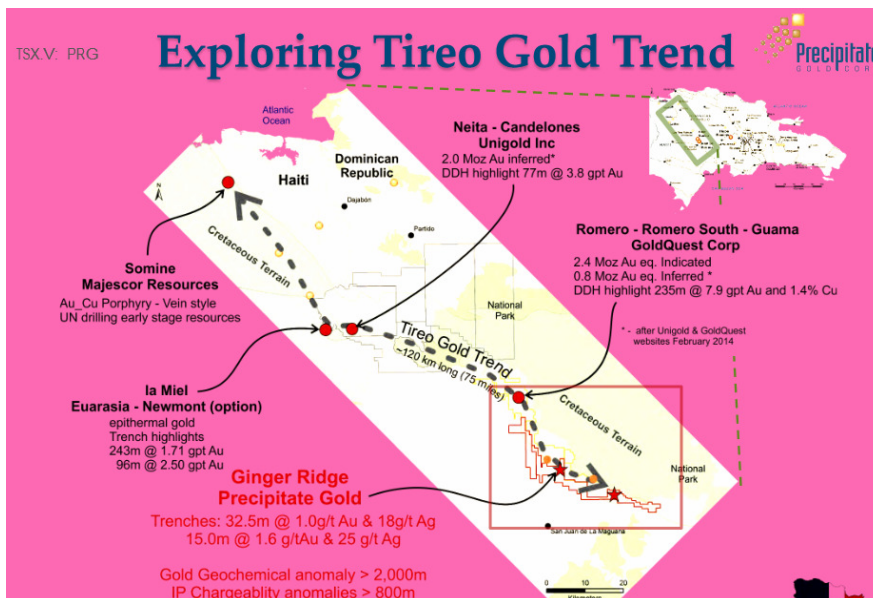 TSX.V: PRG
Exploring Tireo Gold Trend
Precipitate
GOLD CORP
Atlantic
Ocean
Haiti
Dominican
Republic
Dajabón
Partido
N
Neita - Candelones
Unigold Inc
2.0 Moz Au inferred*
DDH highlight 77m @ 3.8 gpt Au
Romero - Romero South - Guama
GoldQuest Corp
2.4 Moz Au eq. Indicated
0.8 Moz Au eq. Inferred *
DDH highlight 235m @ 7.9 gpt Au and 1.4% Cu
* - after Unigold & GoldQuest
websites February 2014
Cretaceous Terrain
Somine
Majescor Resources
Au_Cu Porphyry - Vein style
UN drilling early stage resources
National
Park
Tireo Gold Trend
~120 km long (75 miles)
la Miel
Euarasia - Newmont (option)
epithermal gold
Trench highlights
243m @ 1.71 gpt Au
96m @ 2.50 gpt Au
Cretaceous Terrain
National
Park
Ginger Ridge
Precipitate Gold
Trenches: 32.5m @ 1.0g/t Au & 18g/t Ag
15.0m @ 1.6 g/tAu & 25 g/t Ag
San Juan de La Maguana
Gold Geochemical anomaly > 2,000m
IP Chargeablity anomalies > 800m
0 10 20
Kilometers